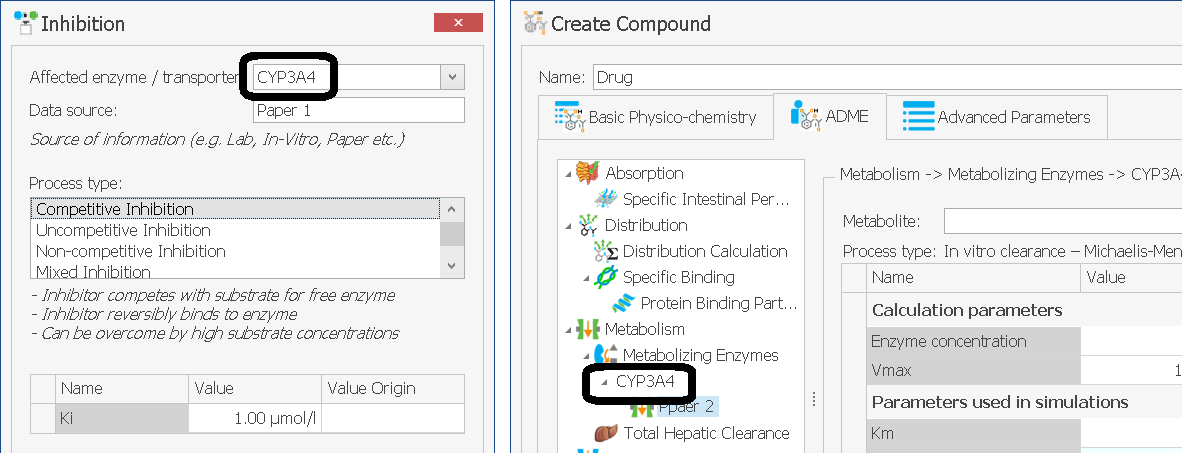 Inhibition
Affected enzyme / transporter
CYP3A4
Data source:
Paper 1
Source of information (e.g. Lab, In-Vitro, Paper etc.)
Process type:
Competitive Inhibition
Uncompetitive Inhibition
Non-competitive Inhibition
Mixed Inhibition
- Inhibitor competes with substrate for free enzyme
- Inhibitor reversibly binds to enzyme
- Can be overcome by high substrate concentrations
Name Value Value Origin
Ki 1.00 µmol/l
Create Compound
Name: Drug
Basic Physico-chemistry ADME Advanced Parameters
Absorption
Specific Intestinal Per...
Distribution
Distribution Calculation
Specific Binding
Protein Binding Part...
Metabolism
Metabolizing Enzymes
CYP3A4
Ppaer 2
Total Hepatic Clearance
Metabolism -> Metabolizing Enzymes -> CYP3A4
Metabolite:
Process type: In vitro clearance – Michaelis-Men
Name Value
Calculation parameters
Enzyme concentration
Vmax 1
Parameters used in simulations
Km